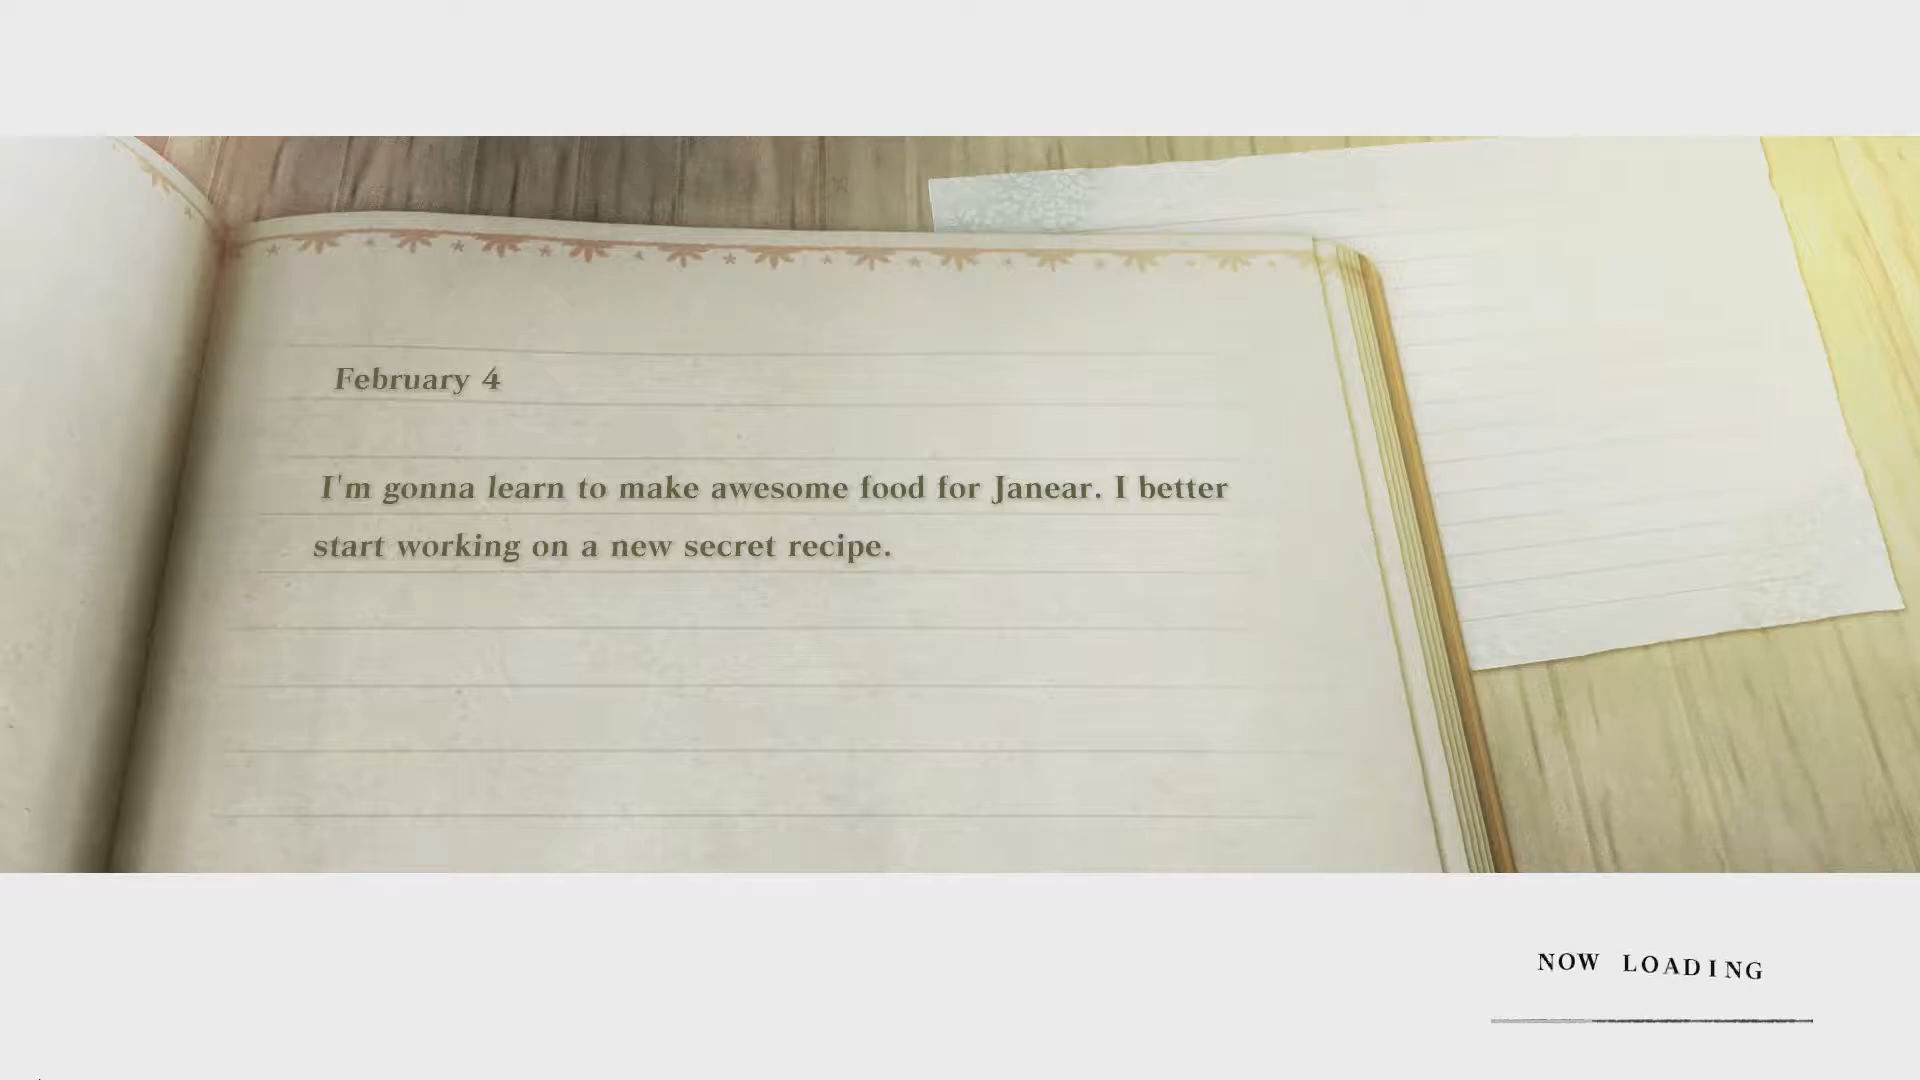 February 4
I'm gonna learn to make awesome food for Janear. I better
start working on a new secret recipe.
NOW LOADING